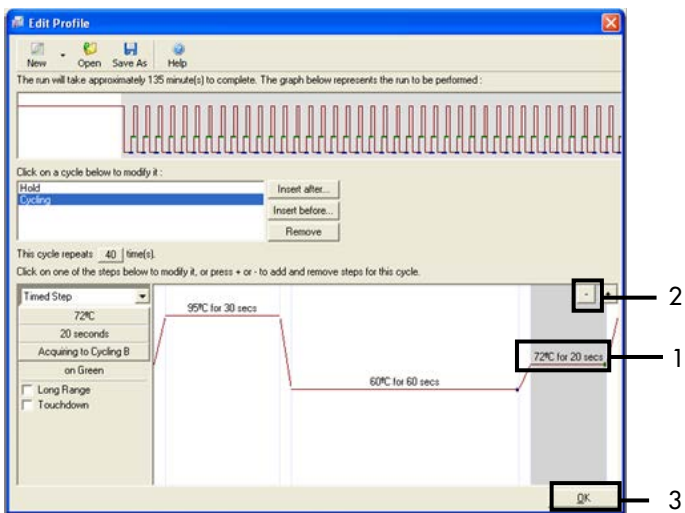 Edit Profile
New Open Save As Help
The run will take approximately 135 minute(s) to complete. The graph below represents the run to be performed :
Click on a cycle below to modify it :
Hold
Cycling
Insert after...
Insert before...
Remove
This cycle repeats 40 time(s).
Click on one of the steps below to modify it, or press + or - to add and remove steps for this cycle.
Timed Step
72ºC
20 seconds
Acquiring to Cycling B
on Green
Long Range
Touchdown
95ºC for 30 secs
60ºC for 60 secs
72ºC for 20 secs
- +
2
1
OK
3